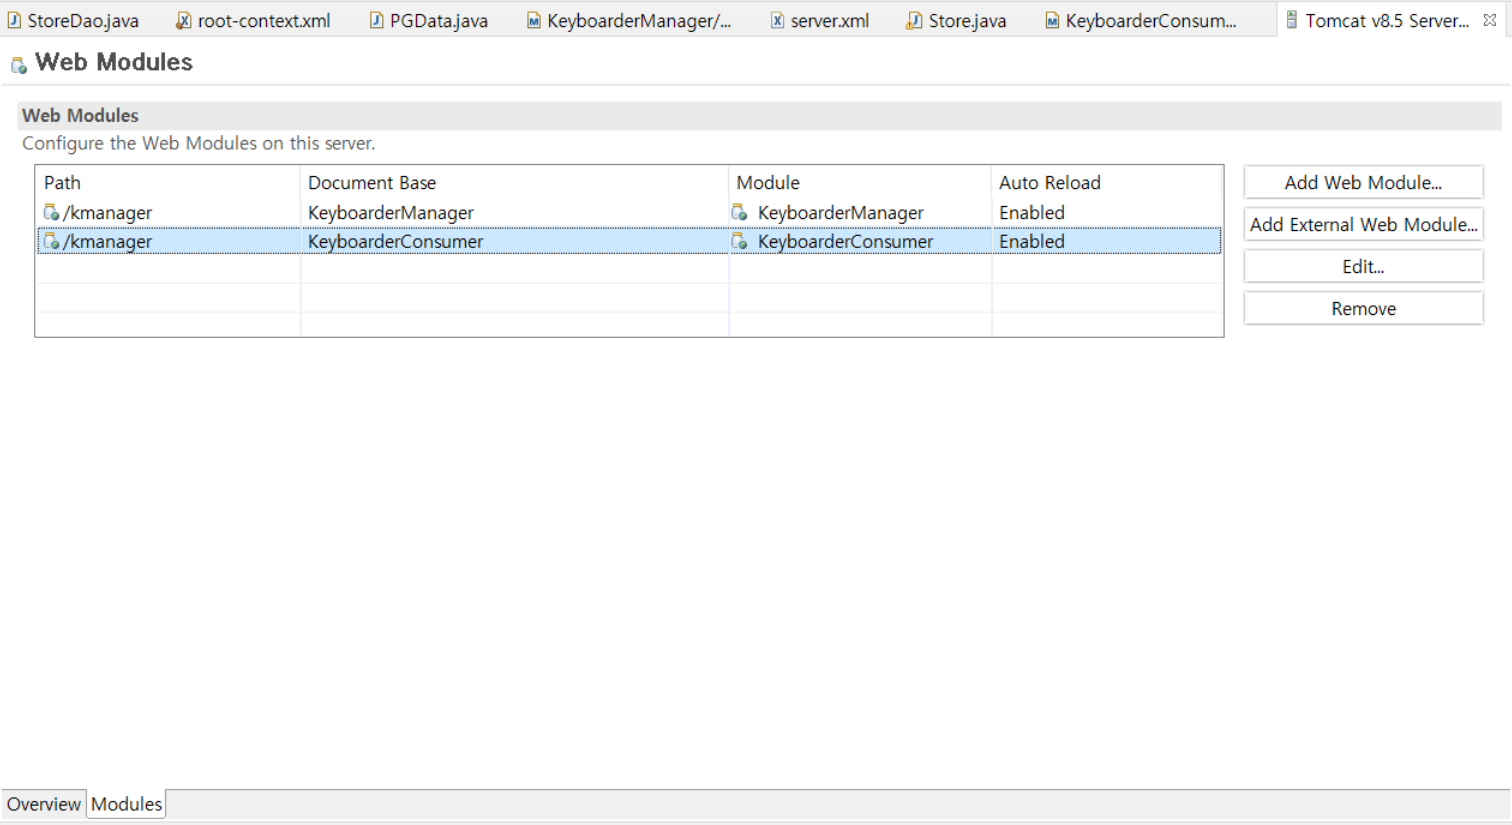 StoreDao.java root-context.xml PGData.java KeyboarderManager/... server.xml Store.java KeyboarderConsum... Tomcat v8.5 Server...
Web Modules
Web Modules
Configure the Web Modules on this server.
Path Document Base Module Auto Reload
/kmanager KeyboarderManager KeyboarderManager Enabled
/kmanager KeyboarderConsumer KeyboarderConsumer Enabled
Add Web Module...
Add External Web Module...
Edit...
Remove
Overview Modules